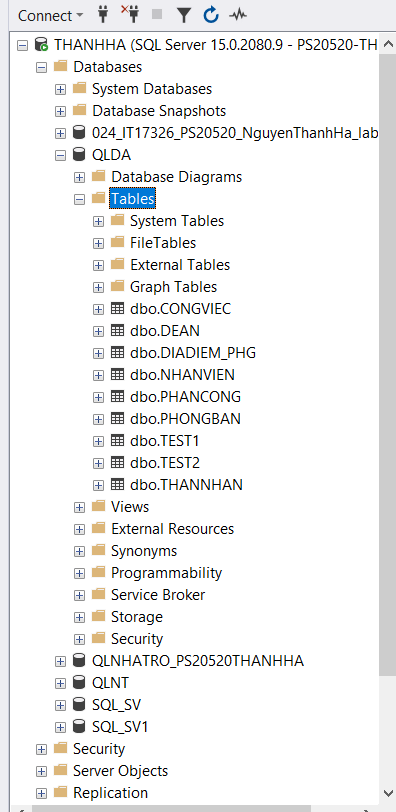 Connect
THANHHA (SQL Server 15.0.2080.9 - PS20520-TH
Databases
System Databases
Database Snapshots
024_IT17326_PS20520_NguyenThanhHa_lab
QLDA
Database Diagrams
Tables
System Tables
FileTables
External Tables
Graph Tables
dbo.CONGVIEC
dbo.DEAN
dbo.DIADIEM_PHG
dbo.NHANVIEN
dbo.PHANCONG
dbo.PHONGBAN
dbo.TEST1
dbo.TEST2
dbo.THANNHAN
Views
External Resources
Synonyms
Programmability
Service Broker
Storage
Security
QLNHATRO_PS20520THANHHA
QLNT
SQL_SV
SQL_SV1
Security
Server Objects
Replication